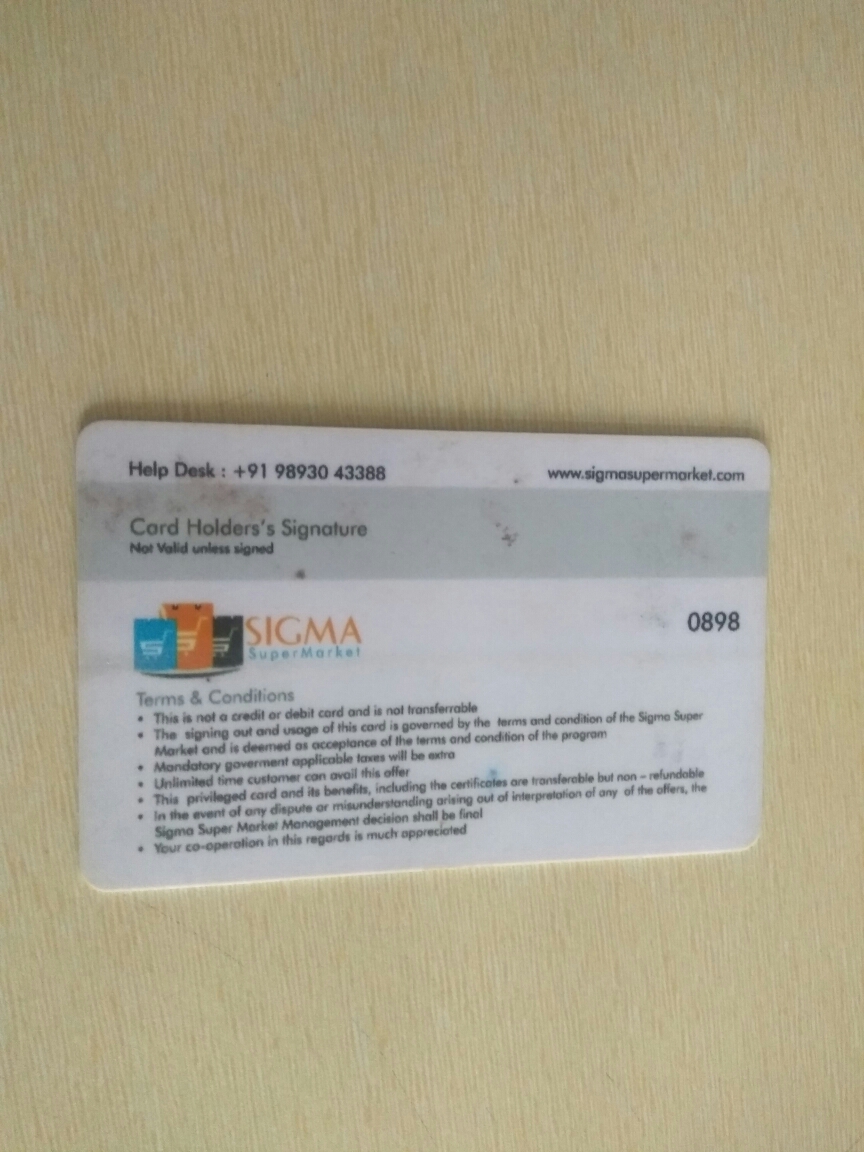 Help Desk : +91 98930 43388
www.sigmasupermarket.com
Card Holders's Signature
Not Valid unless signed
SIGMA
SuperMarket
0898
Terms & Conditions
• This is not a credit or debit card and is not transferrable
• The signing out and usage of this card is governed by the terms and condition of the Sigma Super
Market and is deemed as acceptance of the terms and condition of the program
• Mandatory goverment applicable taxes will be extra
• Unlimited time customer can avail this offer
• This privileged card and its benefits, including the certificates are transferable but non – refundable
• In the event of any dispute or misunderstanding arising out of interpretation of any of the offers, the
Sigma Super Market Management decision shall be final
• Your co-operation in this regards is much appreciated